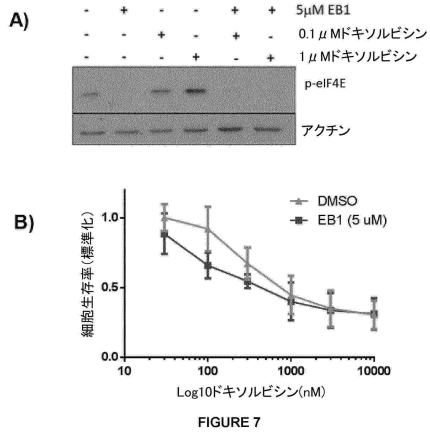 A)
- + - - + + 5μM EB1
- - + - + - 0.1μMドキソルビシン
- - - + - + 1μMドキソルビシン
p-eIF4E
アクチン
B)
DMSO
EB1 (5 uM)
細胞生存率(標準化)
1.0
0.5
0.0
10 100 1000 10000
Log10ドキソルビシン(nM)
FIGURE 7